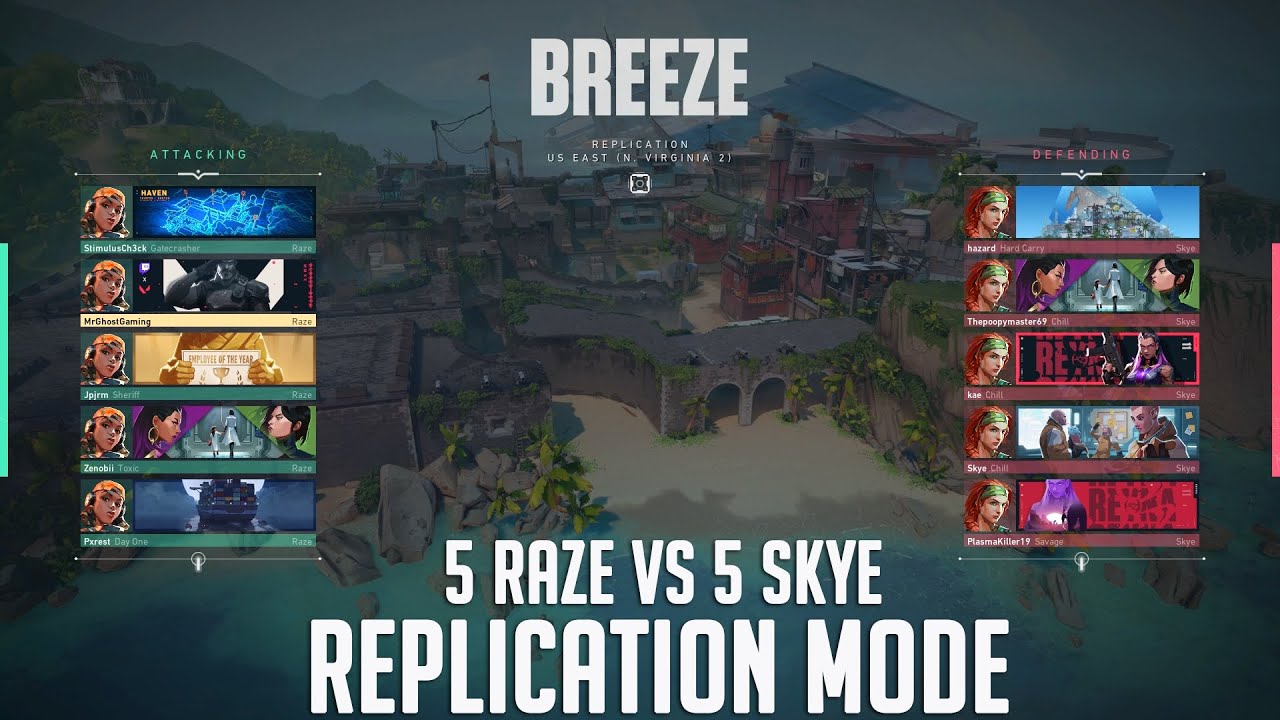 BREEZE
REPLICATION
US EAST (N. VIRGINIA 2)
ATTACKING
HAVEN
StimulusCh3ck Gatecrasher Raze
MrGhostGaming Raze
EMPLOYEE OF THE YEAR
Jpjrm Sheriff Raze
Zenobii Toxic Raze
Pxrest Day One Raze
DEFENDING
hazard Hard Carry Skye
Thepoopymaster69 Chill Skye
kae Chill Skye
Skye Chill Skye
REYNA
PlasmaKiller19 Savage Skye
5 RAZE VS 5 SKYE
REPLICATION MODE